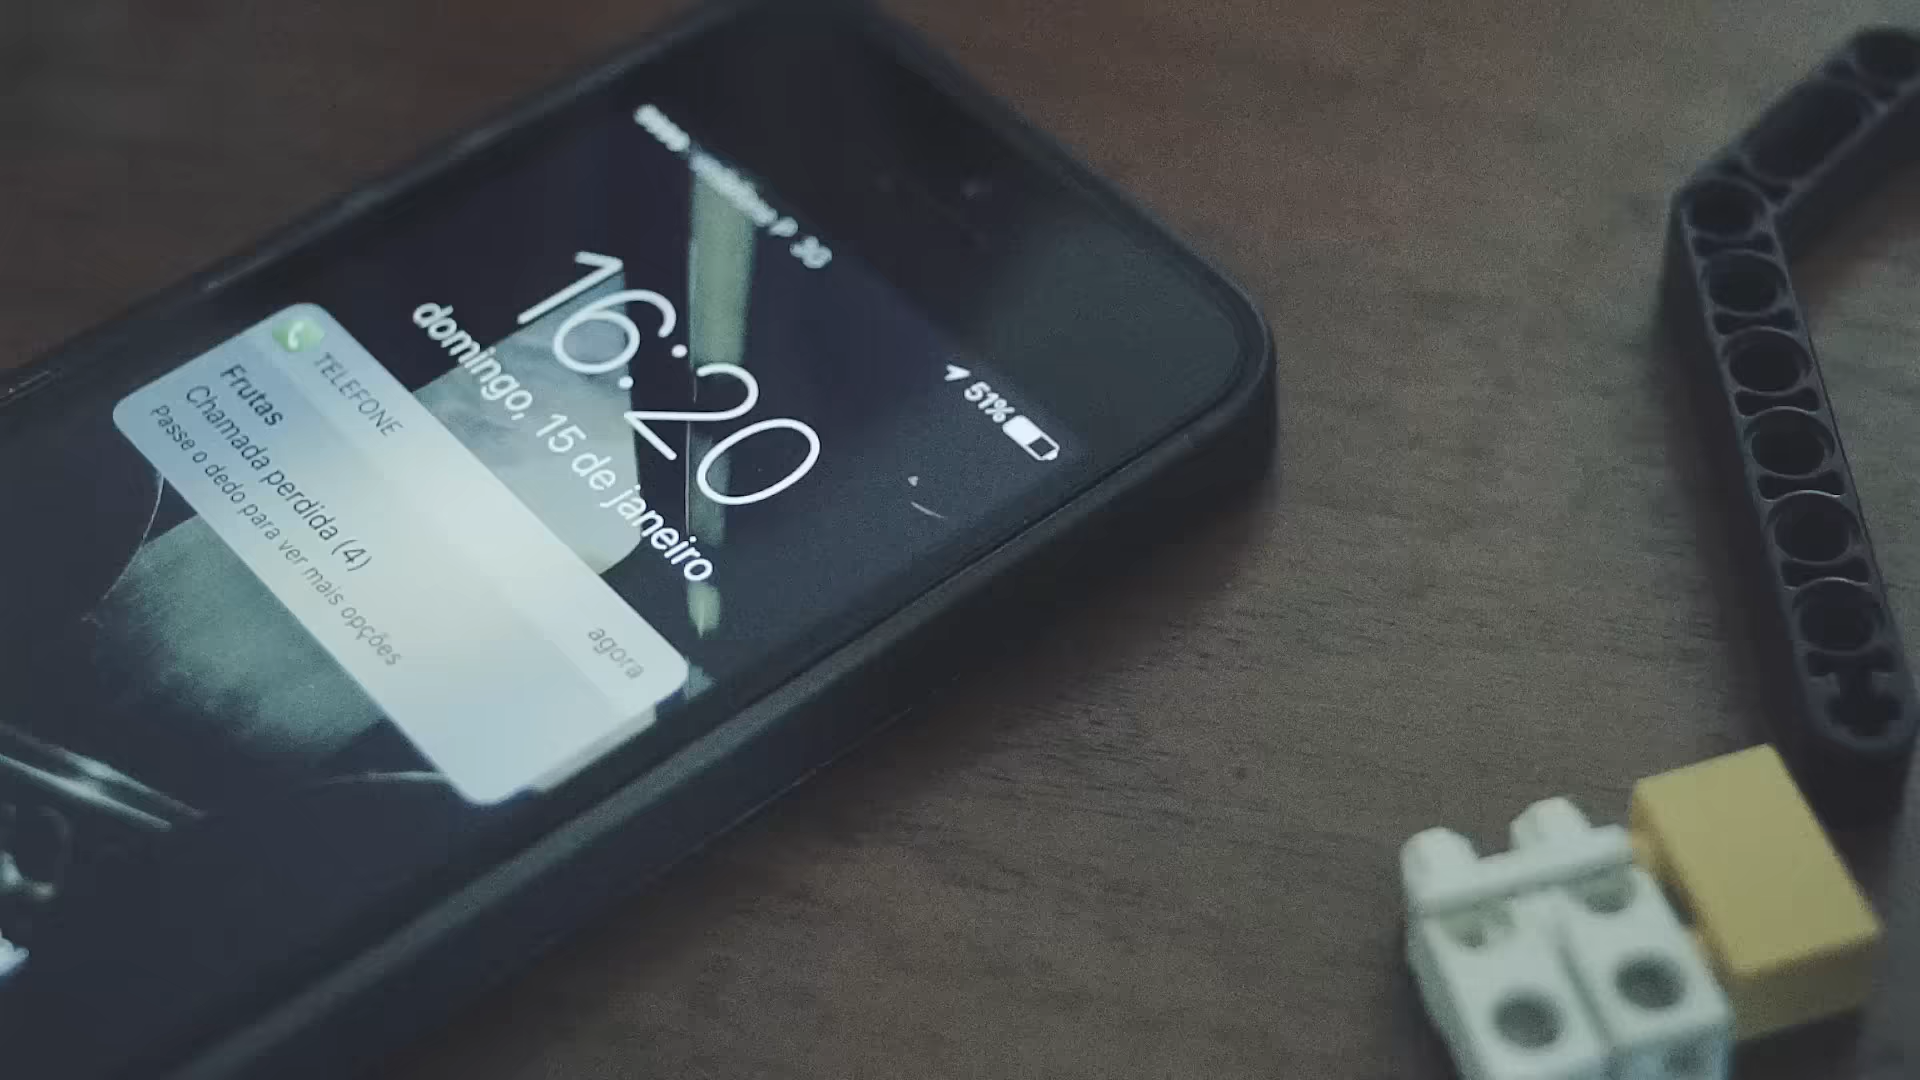 P 3G
51%
16:20
domingo, 15 de janeiro
TELEFONE
agora
Frutas
Chamada perdida (4)
Passe o dedo para ver mais opções